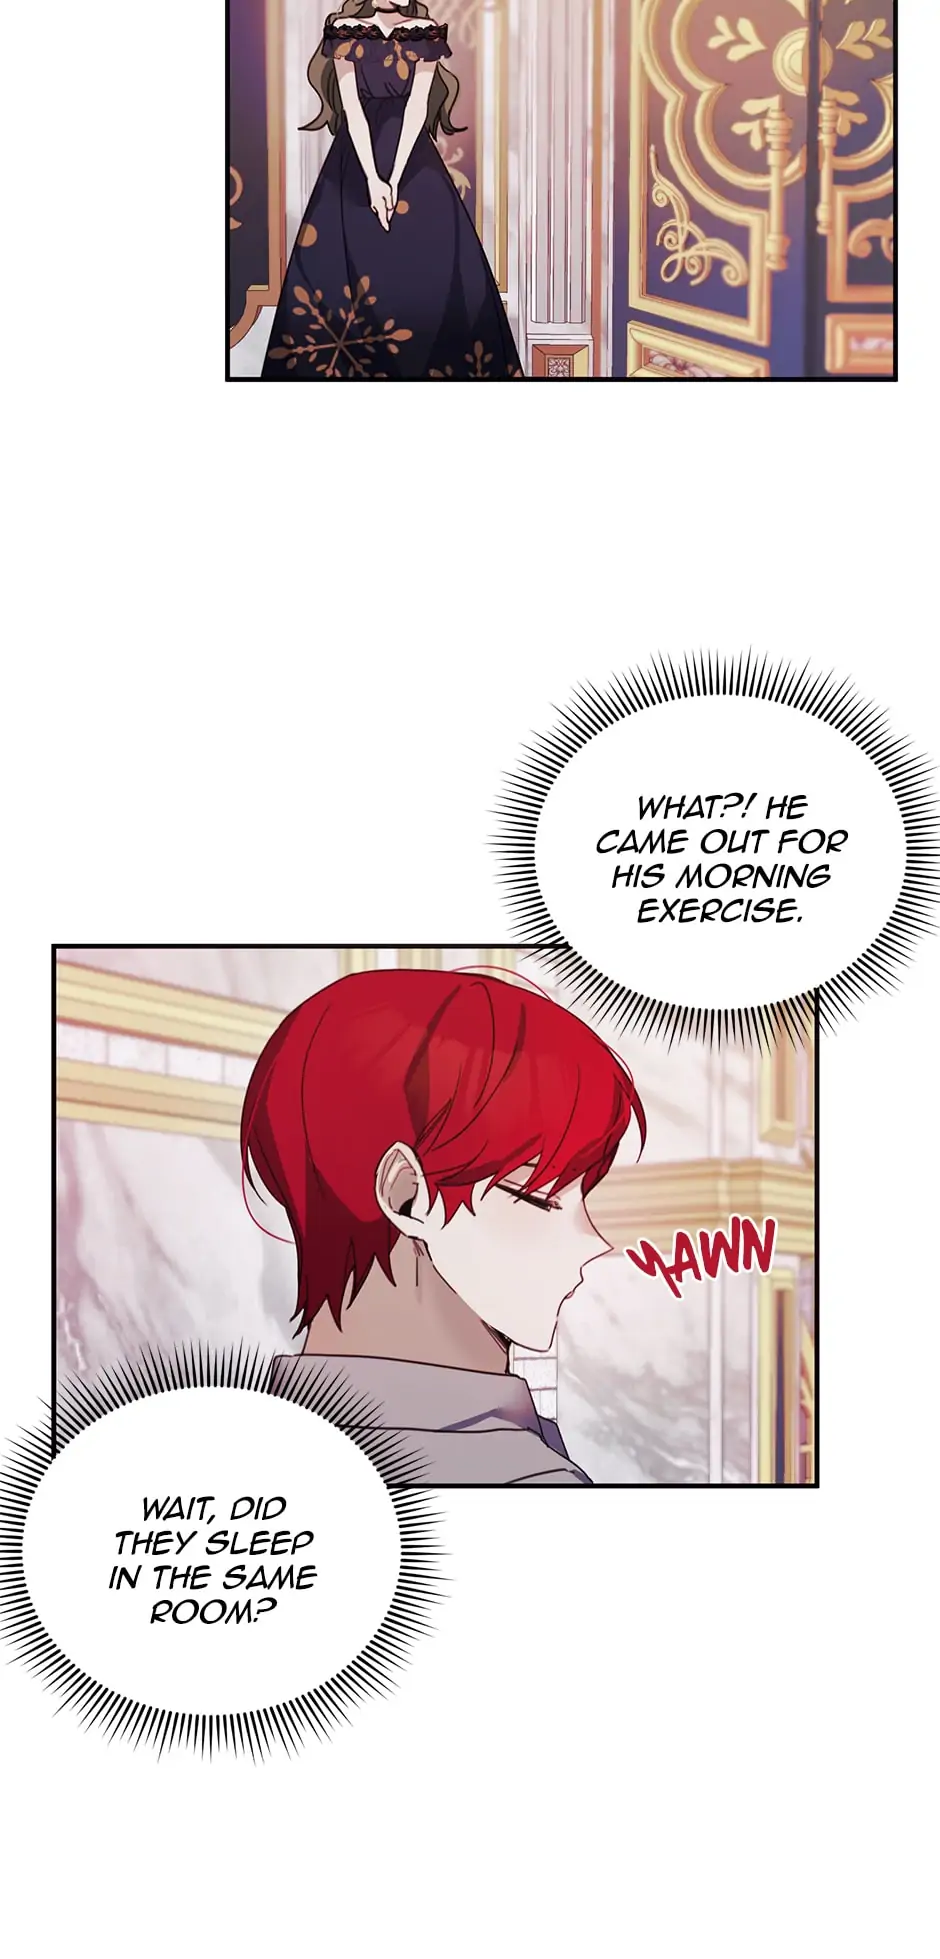 WHAT?! HE
CAME OUT FOR
HIS MORNING
EXERCISE.
YAWN
WAIT, DID
THEY SLEEP
IN THE SAME
ROOM?